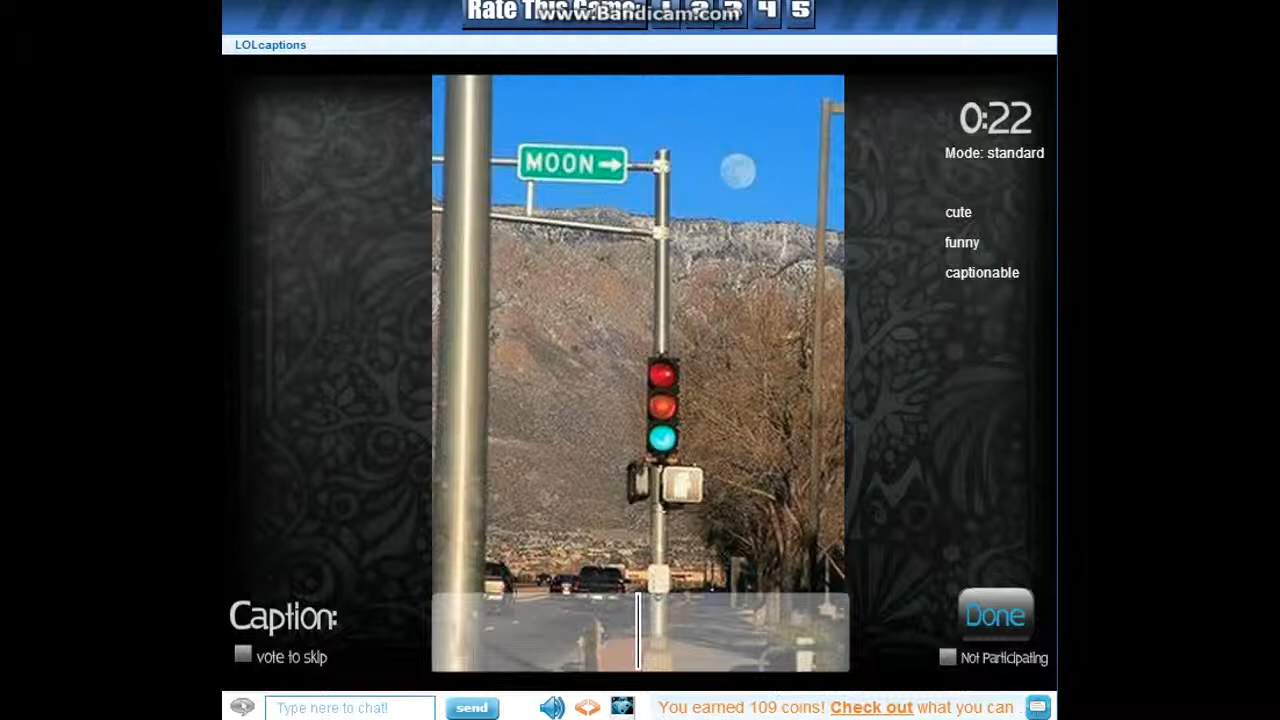 Rate This Game: 1 2 3 4 5
www.Bandicam.com
LOLcaptions
0:22
Mode: standard
MOON →
cute
funny
captionable
Caption:
vote to skip
Done
Not Participating
Type here to chat!
send
You earned 109 coins! Check out what you can